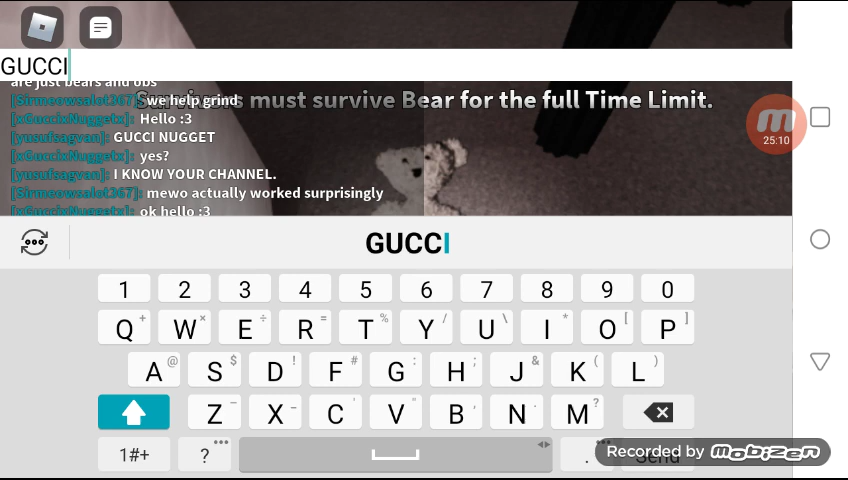 GUCCI
are just bears and obs
Survivors must survive Bear for the full Time Limit.
[Sirmeowsalot367]: we help grind
[xGuccixNuggetx]: Hello :3
[yusufsagvan]: GUCCI NUGGET
[xGuccixNuggetx]: yes?
[yusufsagvan]: I KNOW YOUR CHANNEL.
[Sirmeowsalot367]: mewo actually worked surprisingly
[xGuccixNuggetx]: ok hello :3
25:10
GUCCI
1 2 3 4 5 6 7 8 9 0
Q + W × E ÷ R = T % Y / U \ I * O [ P ]
A @ S $ D ! F # G : H ; J & K ( L )
Z _ X - C ' V " B , N . M ?
1#+ ? . Send
Recorded by mobizen